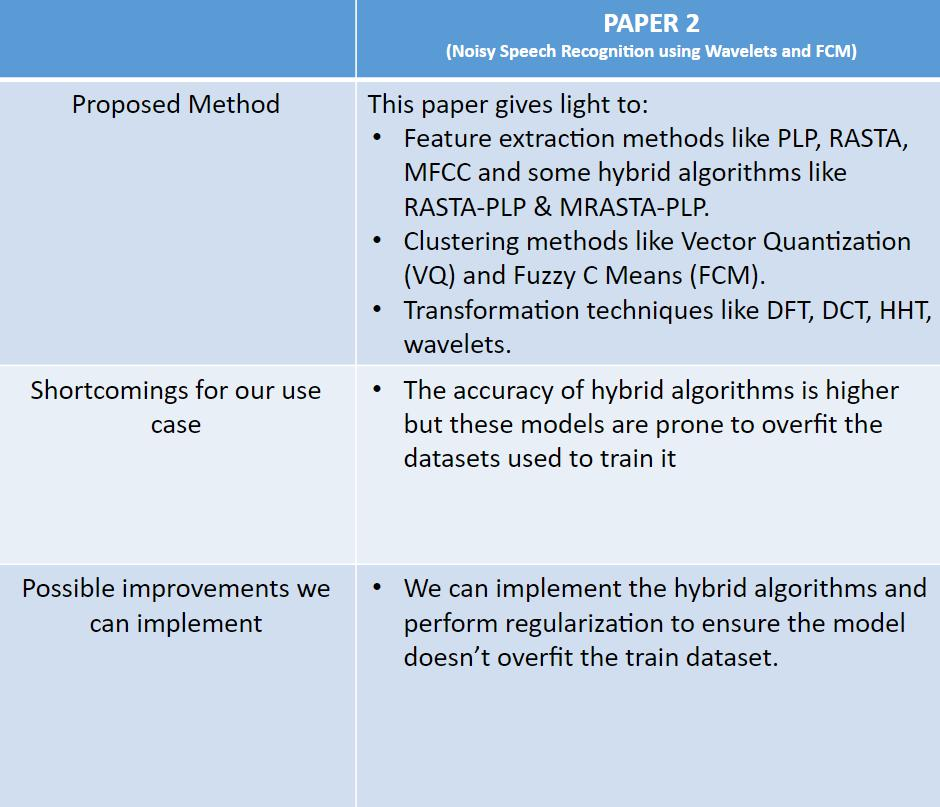 PAPER 2
(Noisy Speech Recognition using Wavelets and FCM)
Proposed Method
This paper gives light to:
• Feature extraction methods like PLP, RASTA,
MFCC and some hybrid algorithms like
RASTA-PLP & MRASTA-PLP.
• Clustering methods like Vector Quantization
(VQ) and Fuzzy C Means (FCM).
• Transformation techniques like DFT, DCT, HHT,
wavelets.
Shortcomings for our use
case
• The accuracy of hybrid algorithms is higher
but these models are prone to overfit the
datasets used to train it
Possible improvements we
can implement
• We can implement the hybrid algorithms and
perform regularization to ensure the model
doesn’t overfit the train dataset.